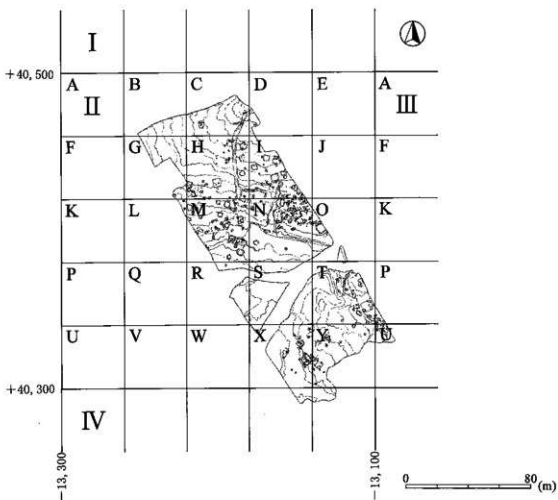 I
+40,500
A B C D E A
II III
F G H I J F
K L M N O K
P Q R S T P
U V W X Y U
+40,300
IV
13,300
13,100
0 80 (m)